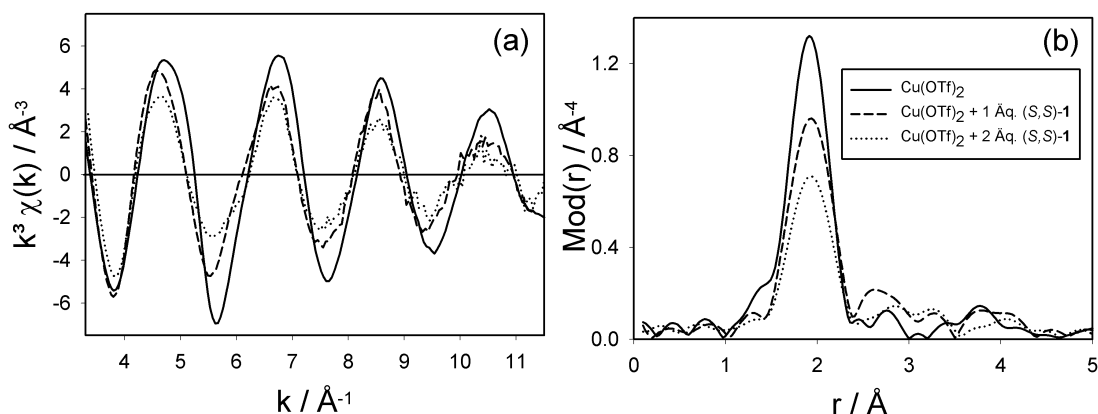 (a)
k³ χ(k) / Å-3
6
4
2
0
-2
-4
-6
4 5 6 7 8 9 10 11
k / Å-1
(b)
Mod(r) / Å-4
1.2
0.8
0.4
0.0
0 1 2 3 4 5
r / Å
Cu(OTf)2
Cu(OTf)2 + 1 Äq. (S,S)-1
Cu(OTf)2 + 2 Äq. (S,S)-1